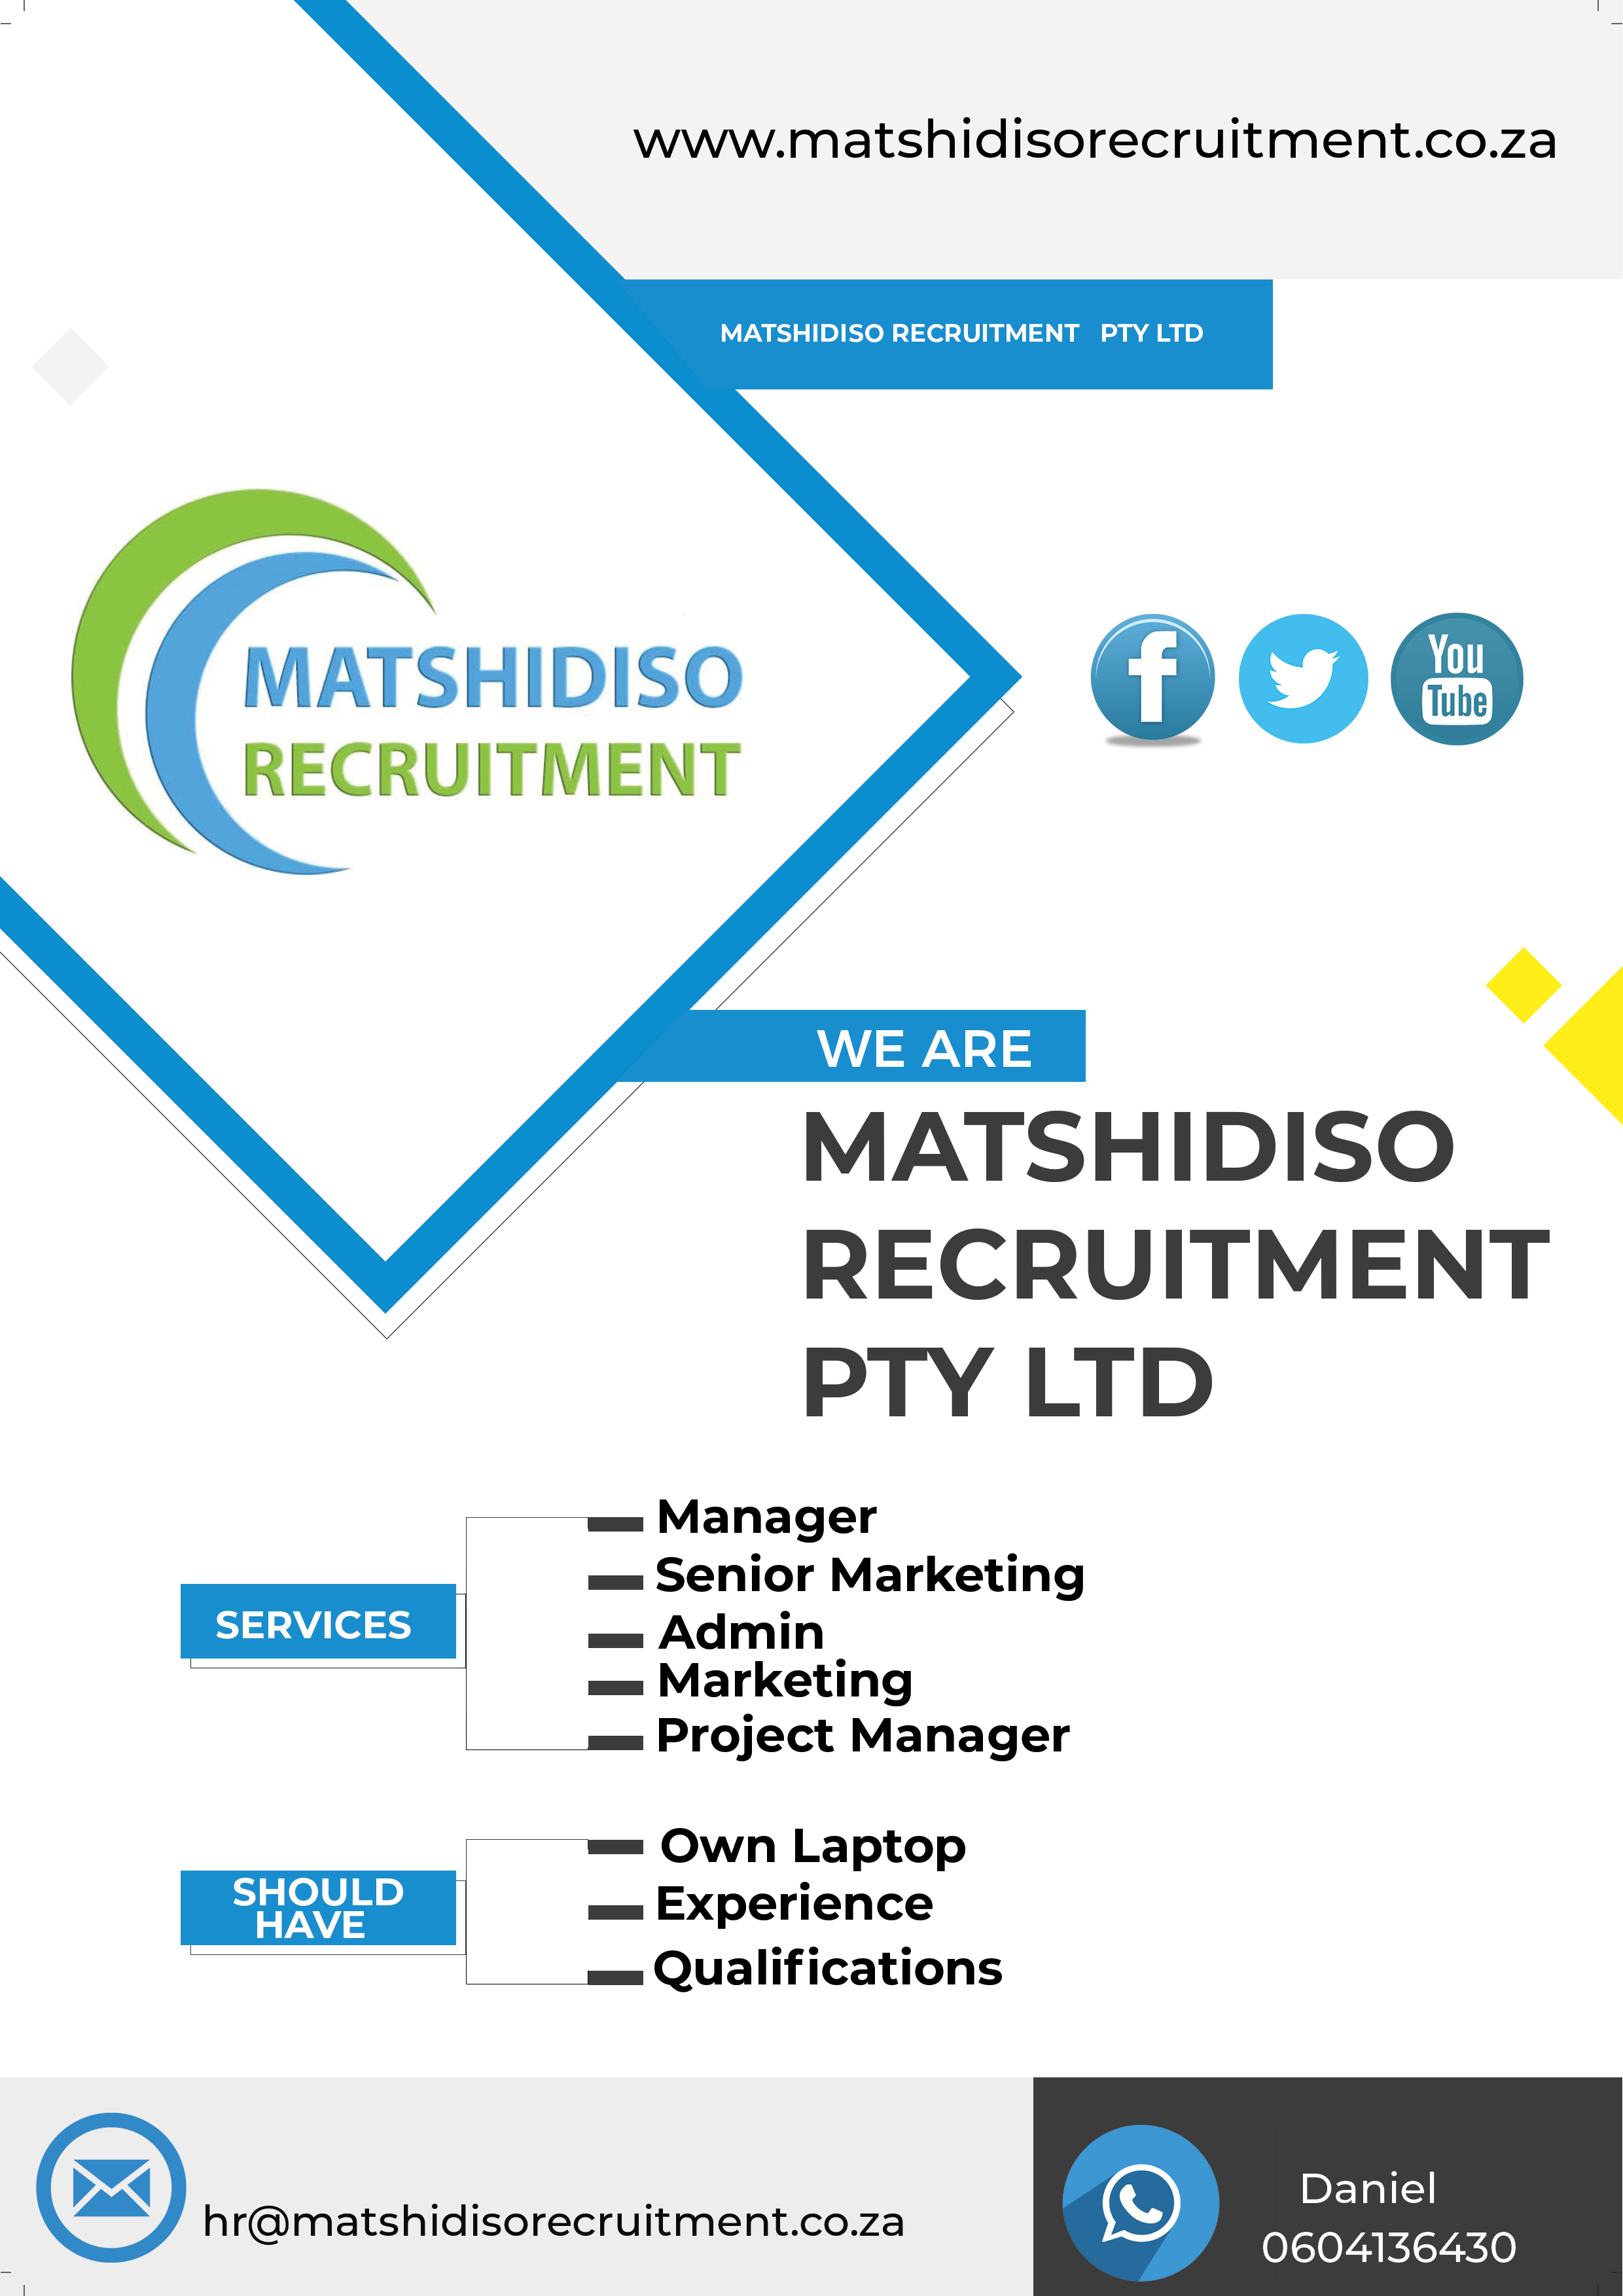 www.matshidisorecruitment.co.za
MATSHIDISO RECRUITMENT PTY LTD
MATSHIDISO
RECRUITMENT
f
You
Tube
WE ARE
MATSHIDISO
RECRUITMENT
PTY LTD
SERVICES
Manager
Senior Marketing
Admin
Marketing
Project Manager
SHOULD
HAVE
Own Laptop
Experience
Qualifications
hr@matshidisorecruitment.co.za
Daniel
0604136430